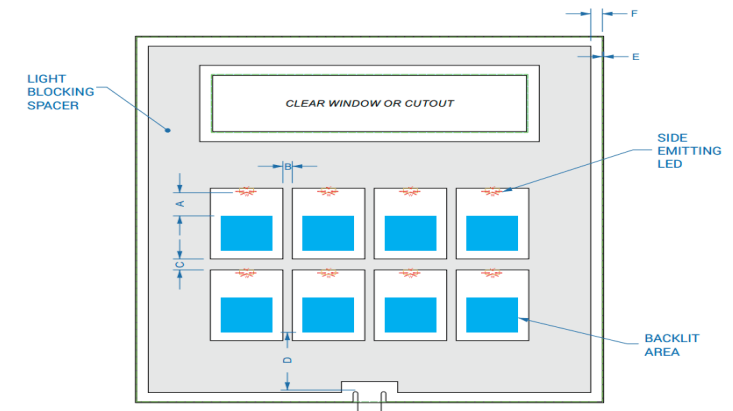 F
E
LIGHT
BLOCKING
SPACER
CLEAR WINDOW OR CUTOUT
SIDE
EMITTING
LED
B
A
C
D
BACKLIT
AREA